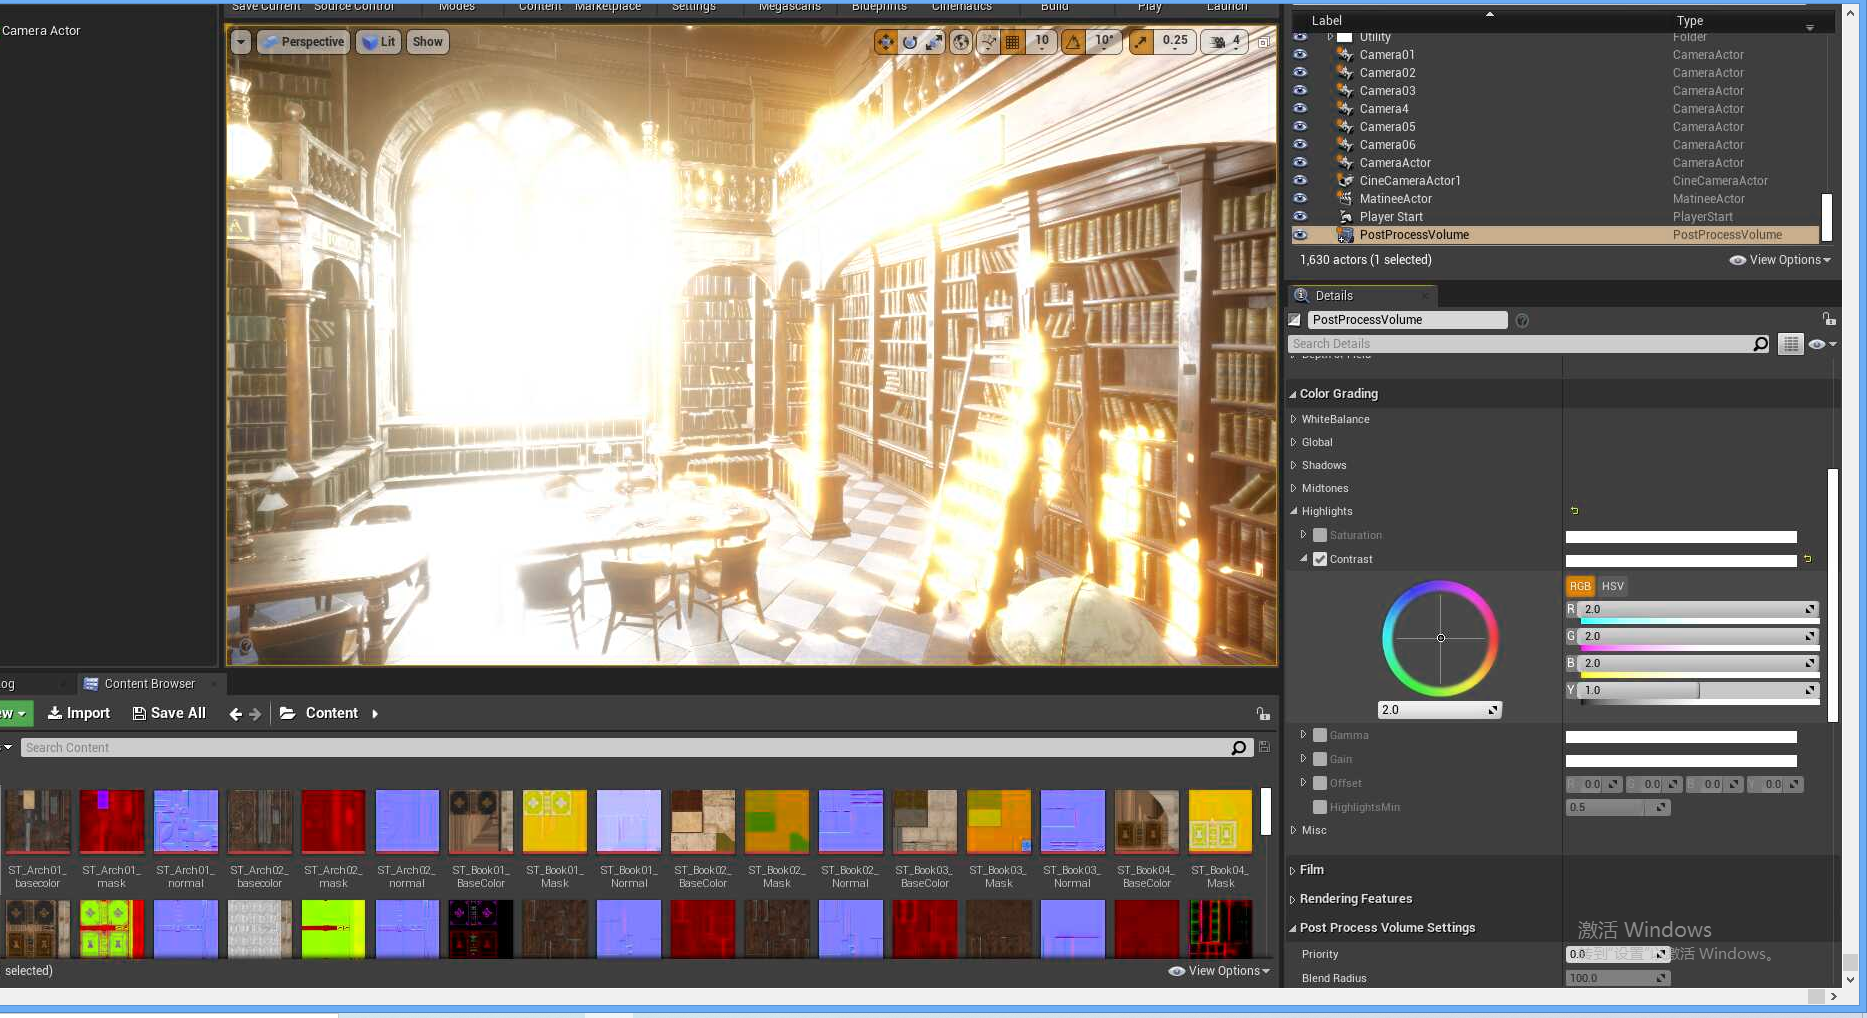 Save Current Source Control Modes Content Marketplace Settings Megascans Blueprints Cinematics Build Play Launch
Camera Actor
Perspective Lit Show 10 10° 0.25 4
Label Type
Utility Folder
Camera01 CameraActor
Camera02 CameraActor
Camera03 CameraActor
Camera4 CameraActor
Camera05 CameraActor
Camera06 CameraActor
CameraActor CameraActor
CineCameraActor1 CineCameraActor
MatineeActor MatineeActor
Player Start PlayerStart
PostProcessVolume PostProcessVolume
1,630 actors (1 selected) View Options
Details
PostProcessVolume
Search Details
Depth of Field
Color Grading
WhiteBalance
Global
Shadows
Midtones
Highlights
Saturation
Contrast
RGB HSV
R 2.0
G 2.0
B 2.0
Y 1.0
2.0
Gamma
Gain
Offset R 0.0 G 0.0 B 0.0 Y 0.0
HighlightsMin 0.5
Misc
Film
Rendering Features
Post Process Volume Settings
Priority 0.0
Blend Radius 100.0
激活 Windows
转到"设置"以激活 Windows。
og Content Browser
ew Import Save All Content
Search Content
ST_Arch01_basecolor
ST_Arch01_mask
ST_Arch01_normal
ST_Arch02_basecolor
ST_Arch02_mask
ST_Arch02_normal
ST_Book01_BaseColor
ST_Book01_Mask
ST_Book01_Normal
ST_Book02_BaseColor
ST_Book02_Mask
ST_Book02_Normal
ST_Book03_BaseColor
ST_Book03_Mask
ST_Book03_Normal
ST_Book04_BaseColor
ST_Book04_Mask
selected) View Options